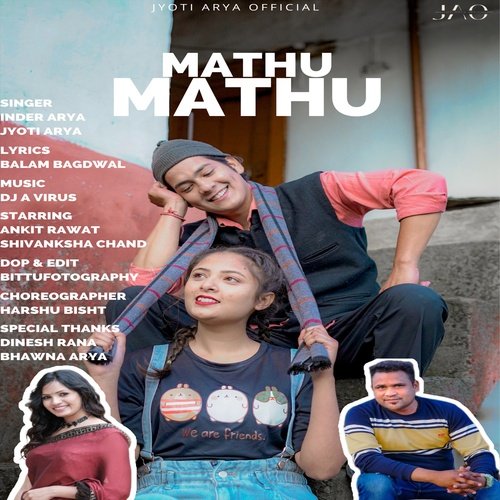 JYOTI ARYA OFFICIAL
JAO
MATHU
MATHU
SINGER
INDER ARYA
JYOTI ARYA
LYRICS
BALAM BAGDWAL
MUSIC
DJ A VIRUS
STARRING
ANKIT RAWAT
SHIVANKSHA CHAND
DOP & EDIT
BITTUFOTOGRAPHY
CHOREOGRAPHER
HARSHU BISHT
SPECIAL THANKS
DINESH RANA
BHAWNA ARYA
We are friends.